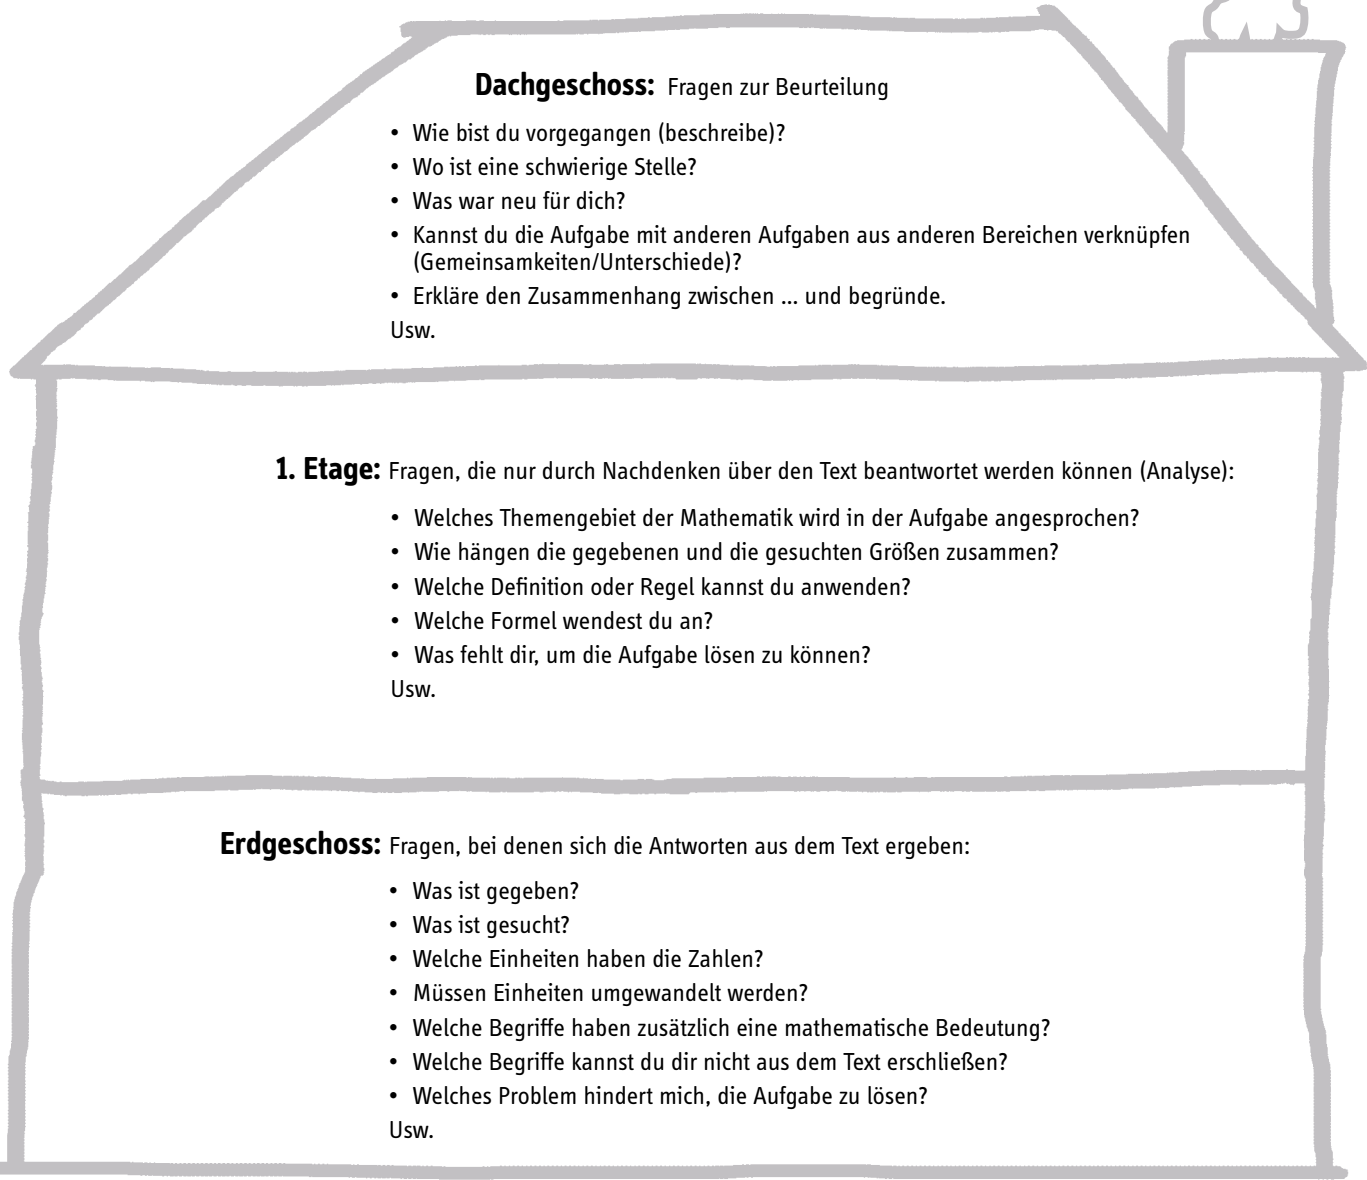 Dachgeschoss: Fragen zur Beurteilung
• Wie bist du vorgegangen (beschreibe)?
• Wo ist eine schwierige Stelle?
• Was war neu für dich?
• Kannst du die Aufgabe mit anderen Aufgaben aus anderen Bereichen verknüpfen
(Gemeinsamkeiten/Unterschiede)?
• Erkläre den Zusammenhang zwischen ... und begründe.
Usw.
1. Etage: Fragen, die nur durch Nachdenken über den Text beantwortet werden können (Analyse):
• Welches Themengebiet der Mathematik wird in der Aufgabe angesprochen?
• Wie hängen die gegebenen und die gesuchten Größen zusammen?
• Welche Definition oder Regel kannst du anwenden?
• Welche Formel wendest du an?
• Was fehlt dir, um die Aufgabe lösen zu können?
Usw.
Erdgeschoss: Fragen, bei denen sich die Antworten aus dem Text ergeben:
• Was ist gegeben?
• Was ist gesucht?
• Welche Einheiten haben die Zahlen?
• Müssen Einheiten umgewandelt werden?
• Welche Begriffe haben zusätzlich eine mathematische Bedeutung?
• Welche Begriffe kannst du dir nicht aus dem Text erschließen?
• Welches Problem hindert mich, die Aufgabe zu lösen?
Usw.